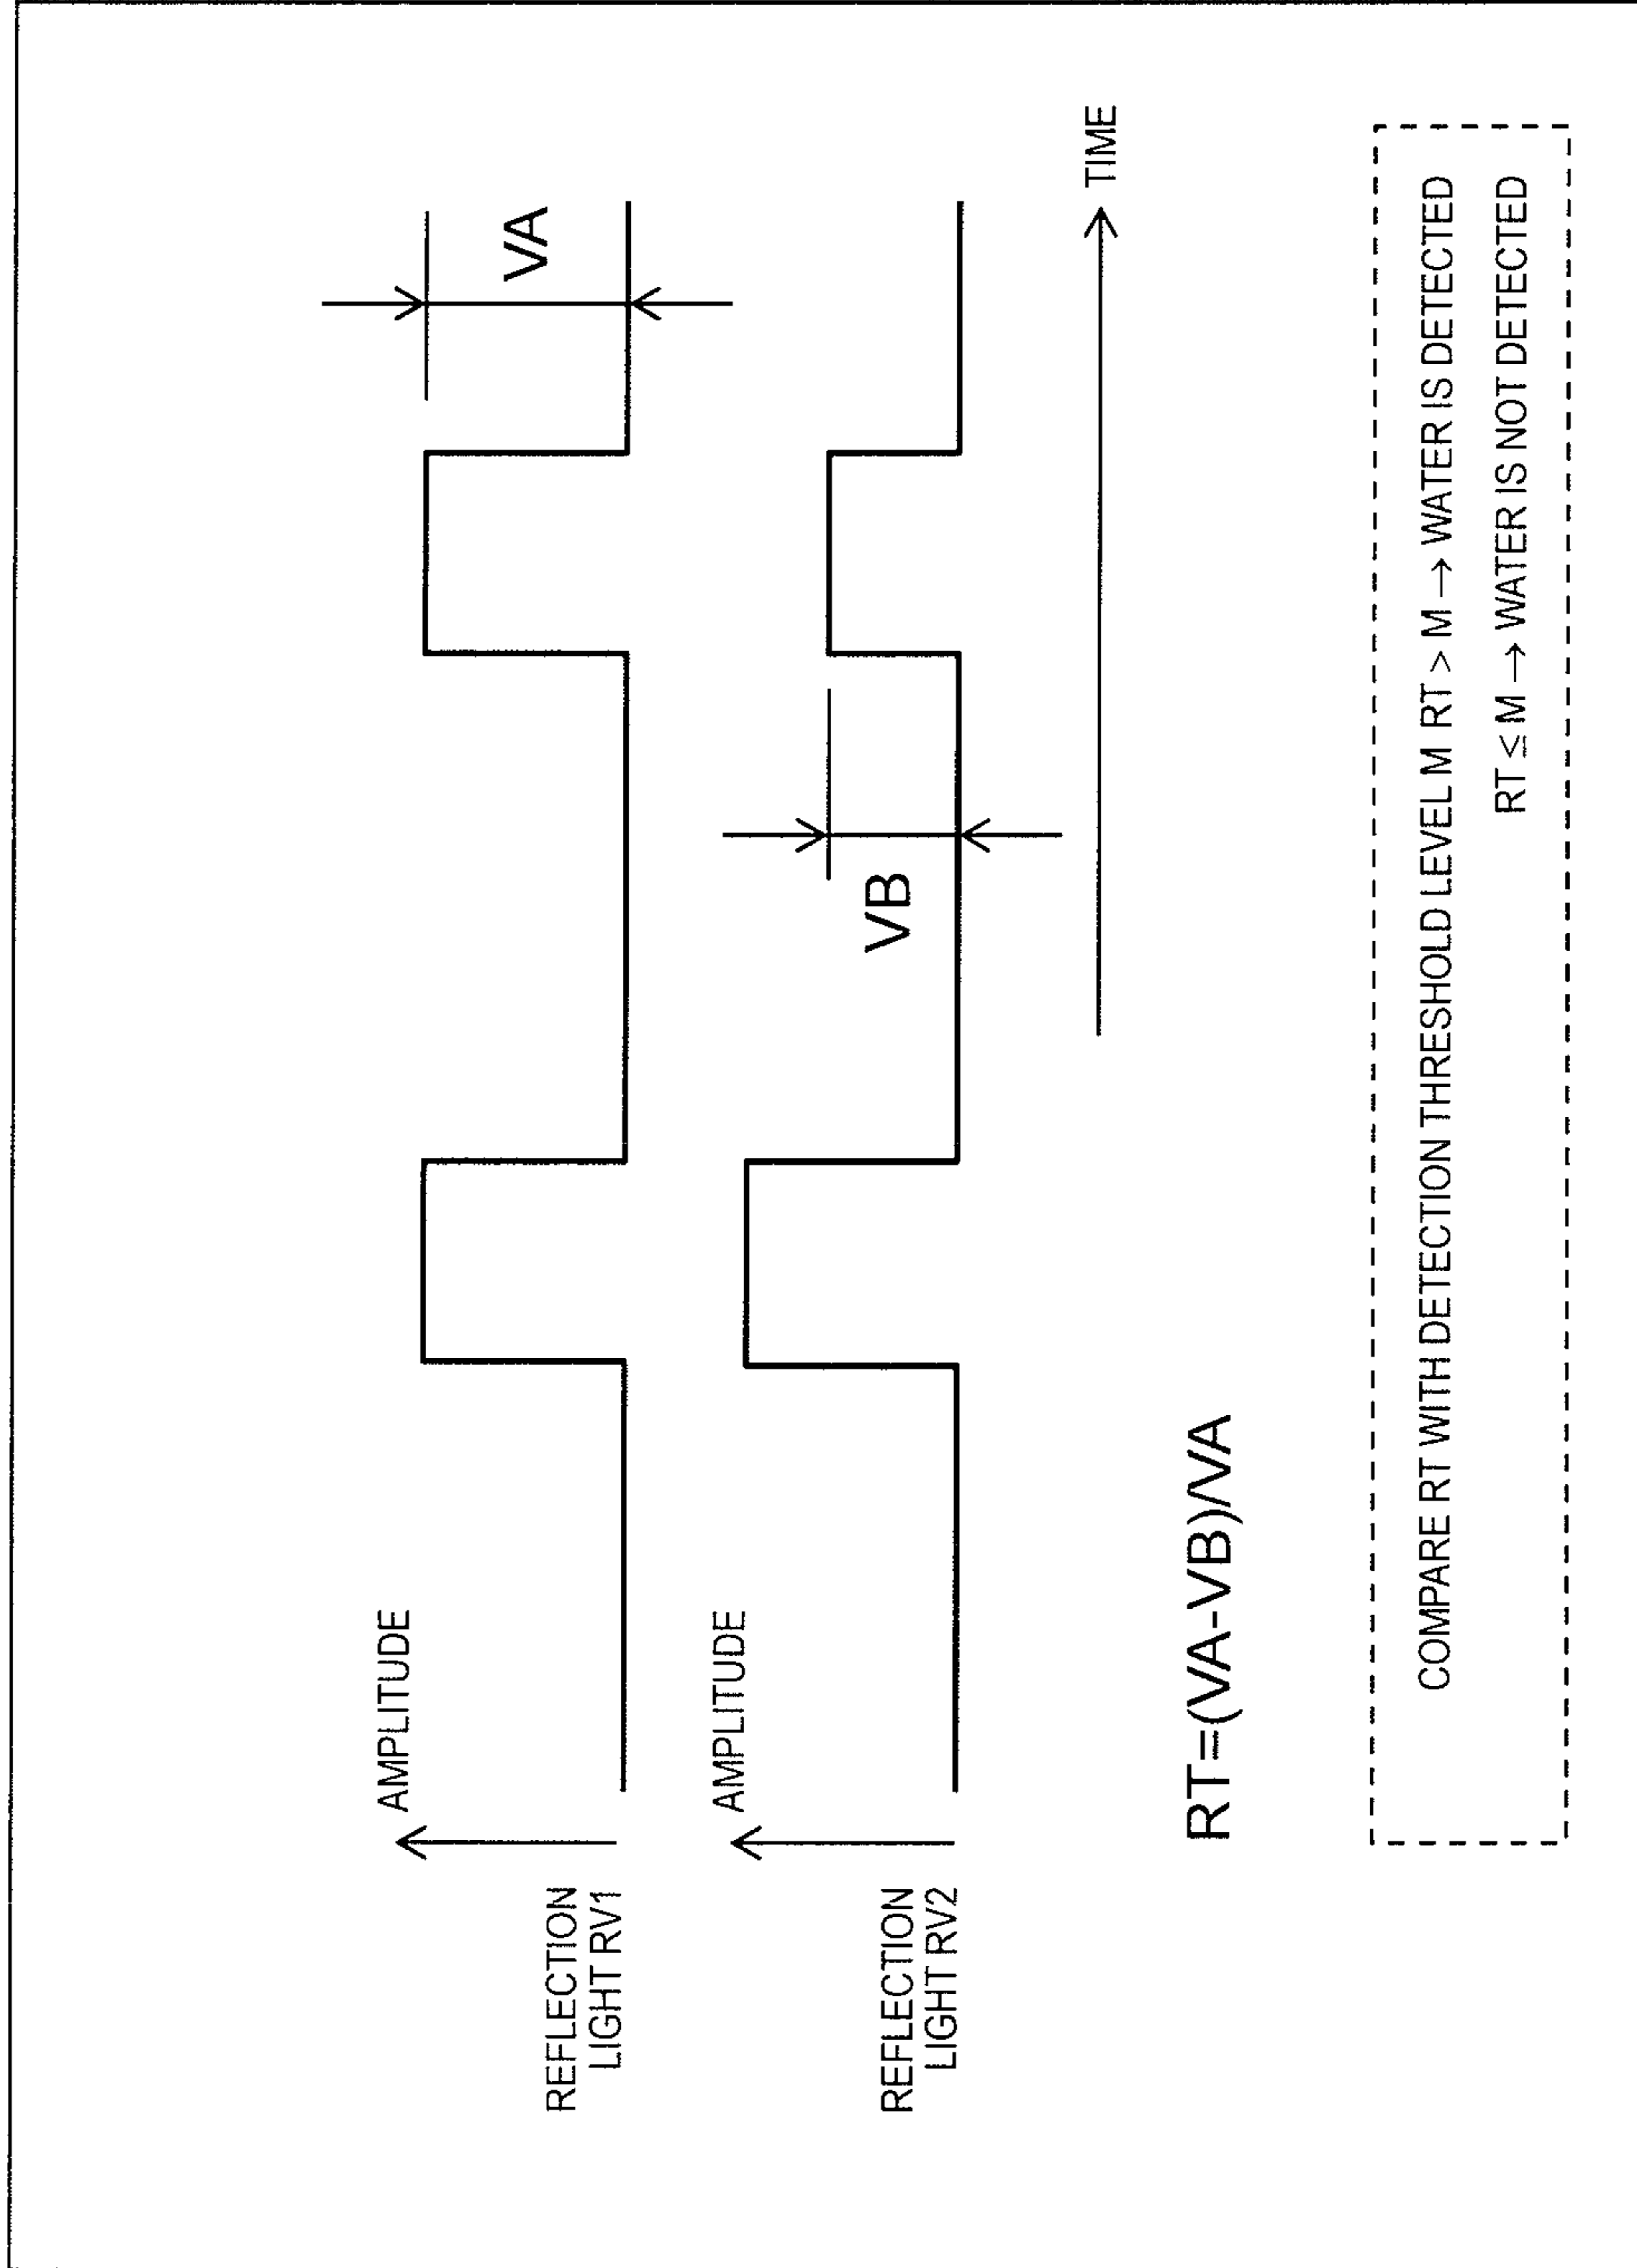 AMPLITUDE
REFLECTION
LIGHT RV1
VA
AMPLITUDE
REFLECTION
LIGHT RV2
VB
TIME
RT=(VA-VB)/VA
COMPARE RT WITH DETECTION THRESHOLD LEVEL M RT > M → WATER IS DETECTED
RT ≦ M → WATER IS NOT DETECTED